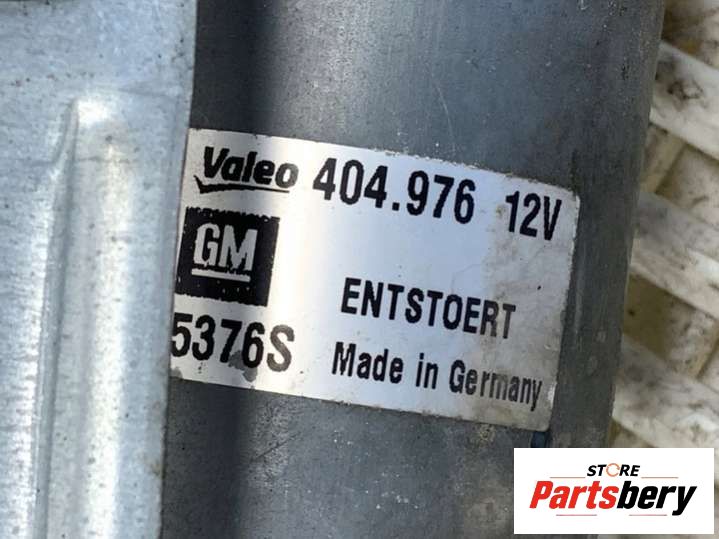 Valeo 404.976 12V
GM
ENTSTOERT
5376S Made in Germany
STORE
Partsbery